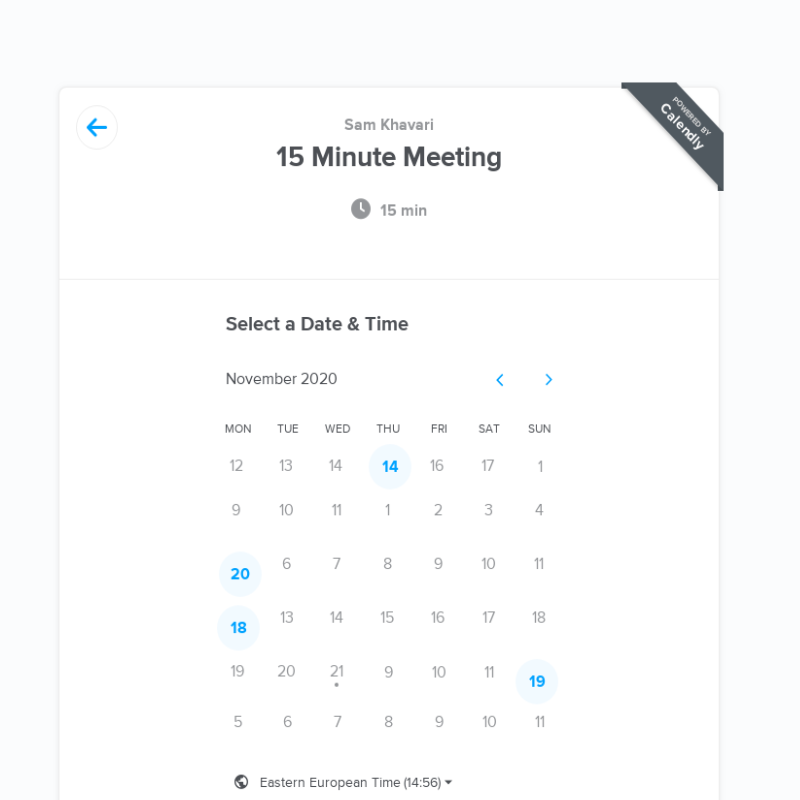 POWERED BY
Calendly
Sam Khavari
15 Minute Meeting
15 min
Select a Date & Time
November 2020
MON TUE WED THU FRI SAT SUN
12 13 14 14 16 17 1
9 10 11 1 2 3 4
20 6 7 8 9 10 11
18 13 14 15 16 17 18
19 20 21 9 10 11 19
5 6 7 8 9 10 11
Eastern European Time (14:56)